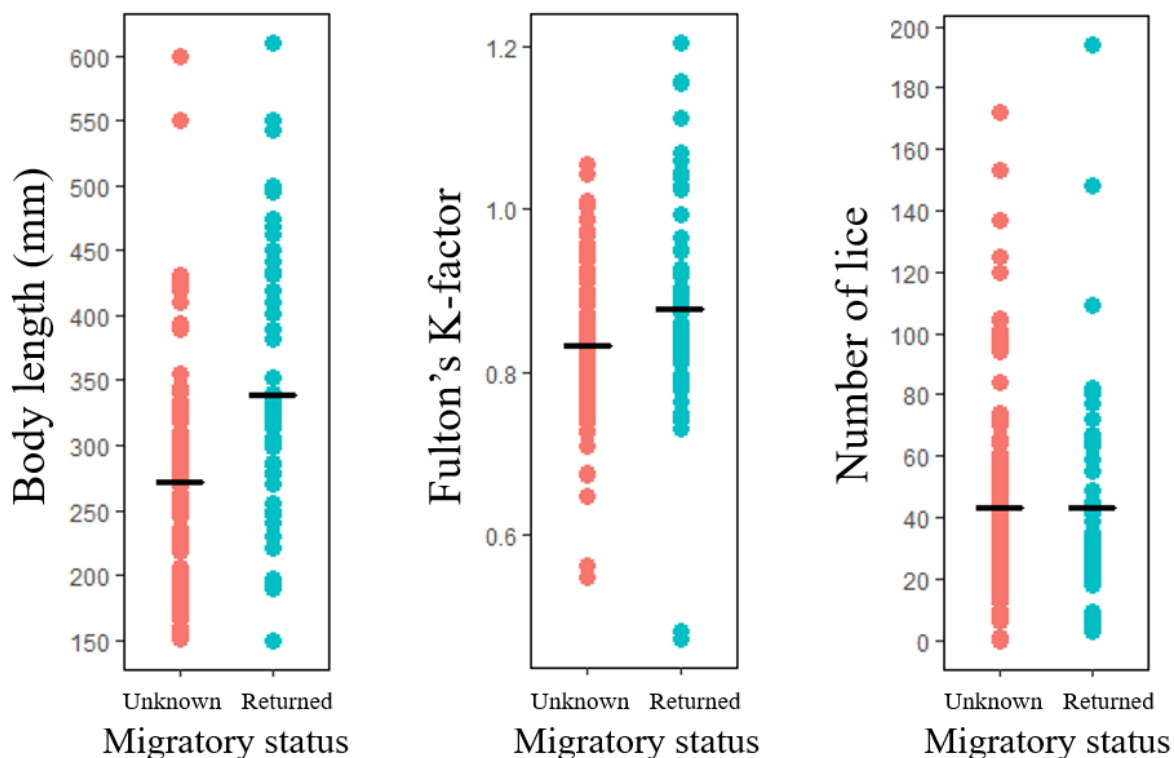 Body length (mm)
600
550
500
450
400
350
300
250
200
150
Unknown Returned
Migratory status
Fulton’s K-factor
1.2
1.0
0.8
0.6
Unknown Returned
Migratory status
Number of lice
200
180
160
140
120
100
80
60
40
20
0
Unknown Returned
Migratory status